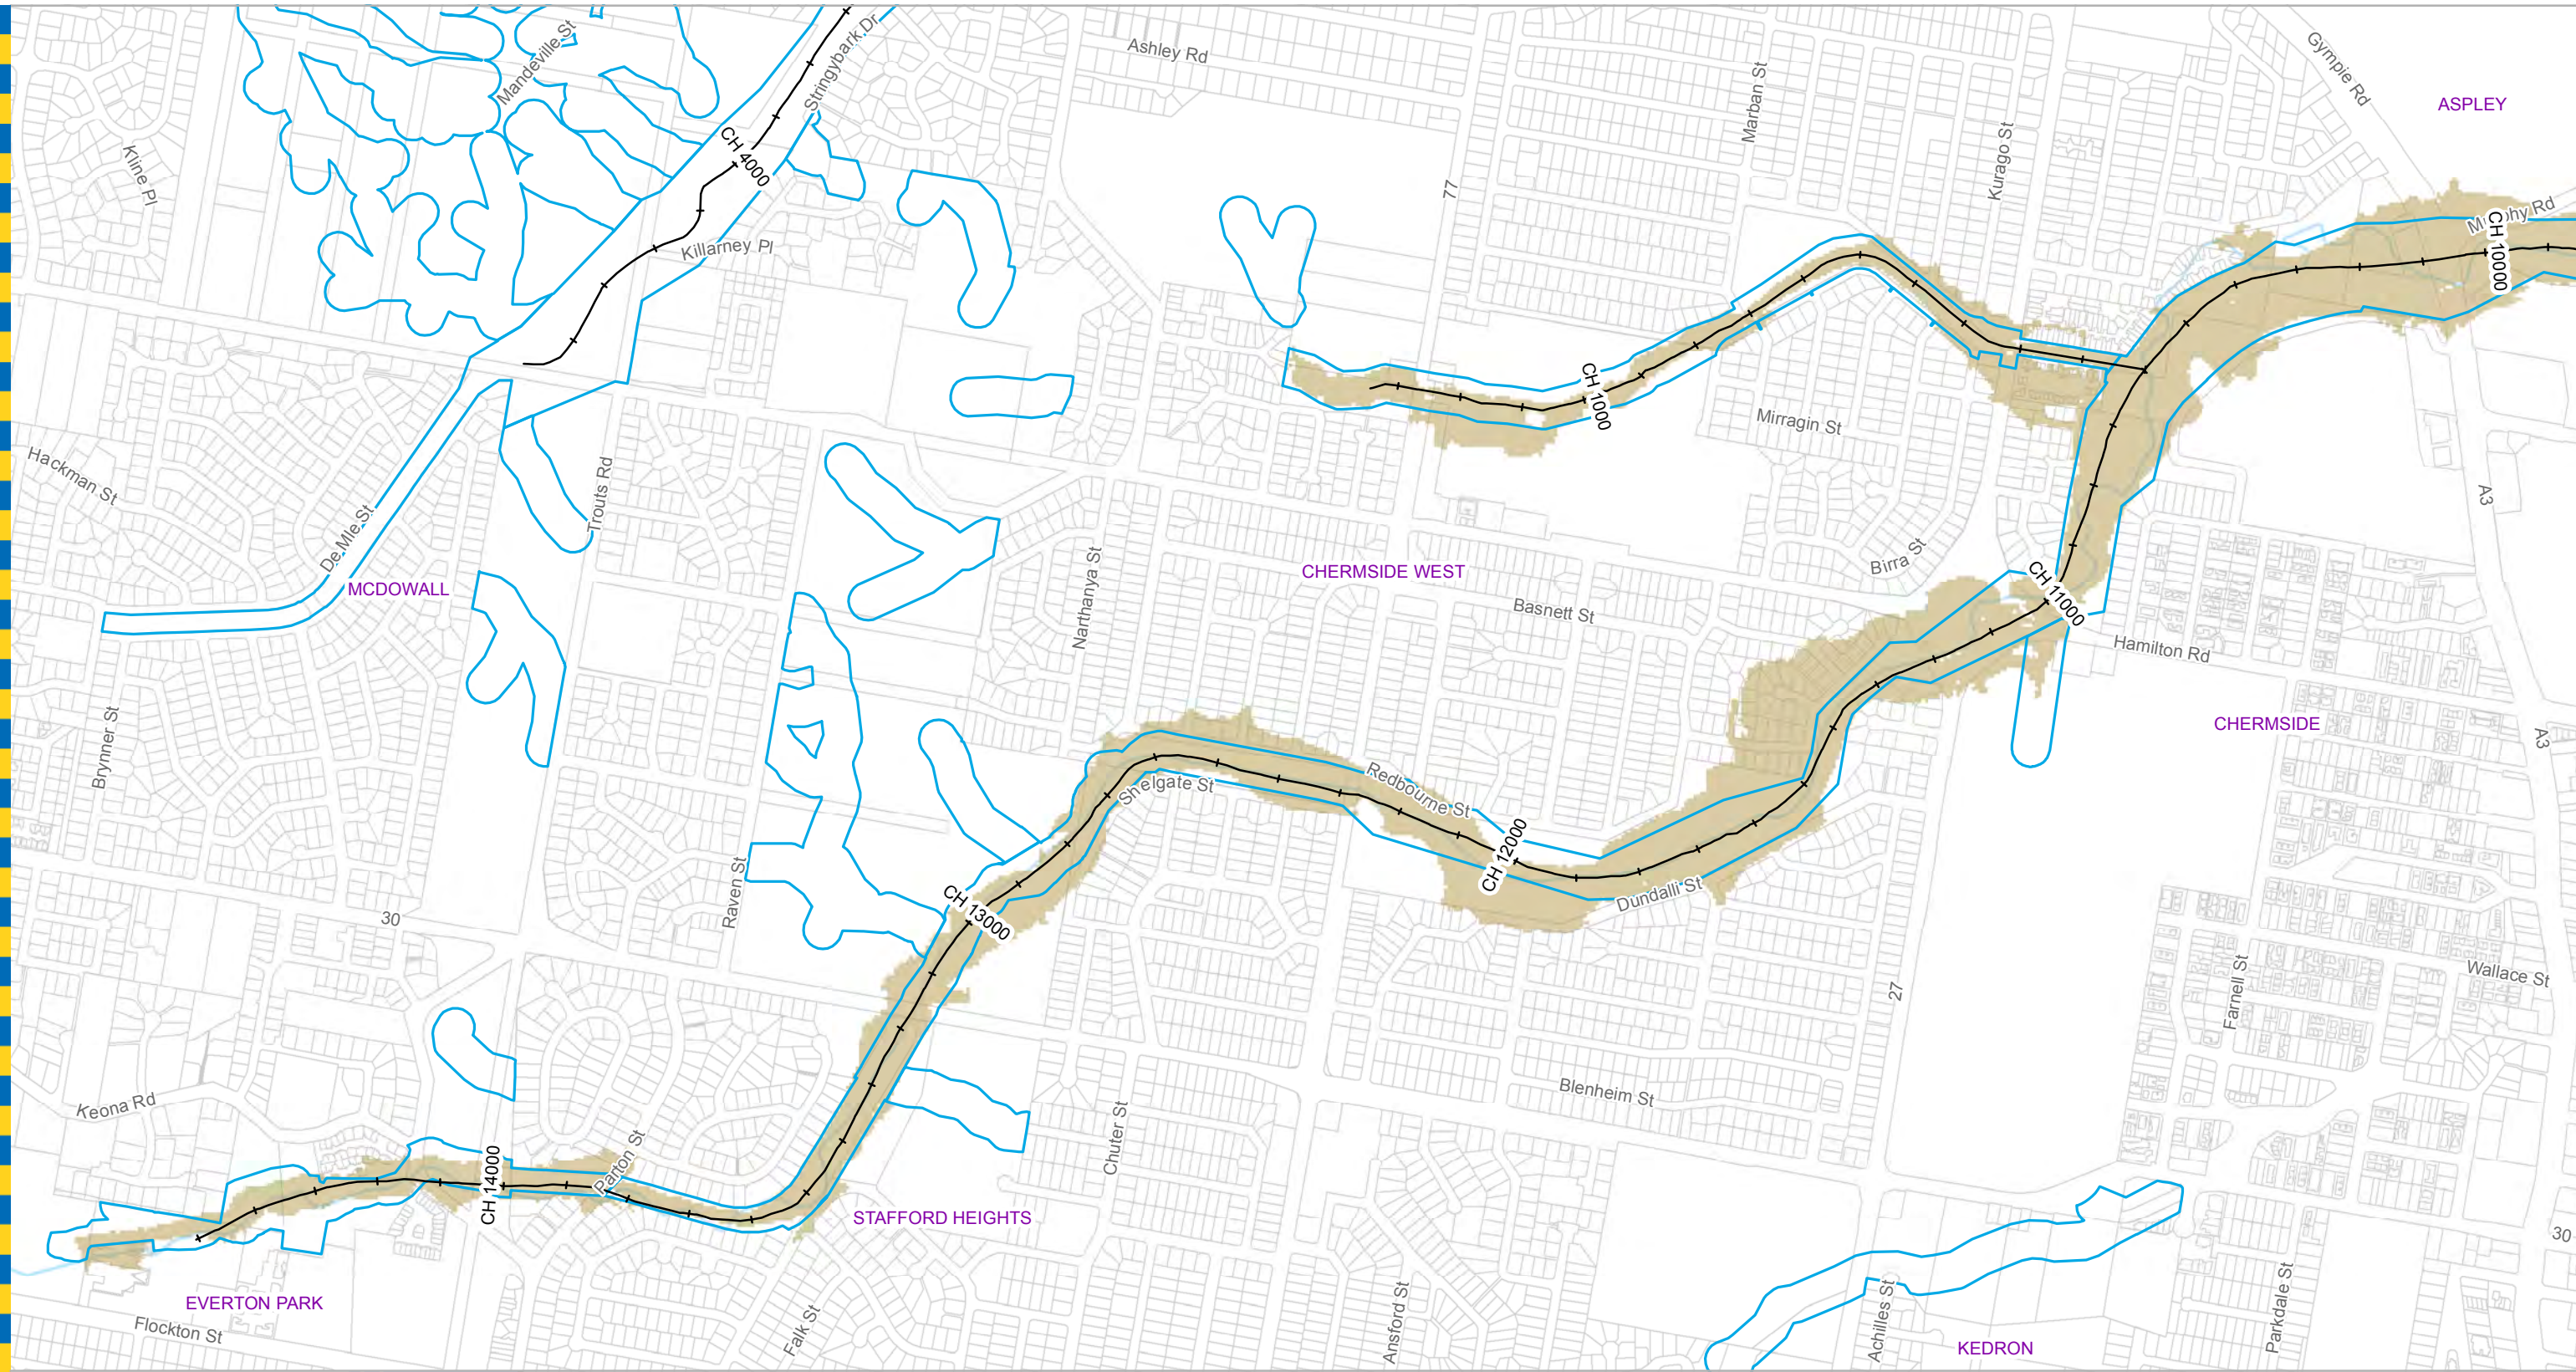 Ashley Rd
Mandeville St
Stringybark Dr
Gympie Rd
ASPLEY
Marban St
Kurago St
CH 4000
Kline Pl
77
Murphy Rd
CH 10000
Killarney Pl
CH 1000
Mirragin St
Hackman St
Trouts Rd
A3
De Mle St
Birra St
MCDOWALL
Narthanya St
CHERMSIDE WEST
Basnett St
CH 11000
Hamilton Rd
Brynner St
CHERMSIDE
A3
Shelgate St
Redbourne St
CH 12000
Raven St
Dundalli St
CH 13000
30
27
Farnell St
Wallace St
Keona Rd
Blenheim St
Chuter St
CH 14000
Parton St
STAFFORD HEIGHTS
30
EVERTON PARK
Flockton St
Falk St
Ansford St
Achilles St
KEDRON
Parkdale St